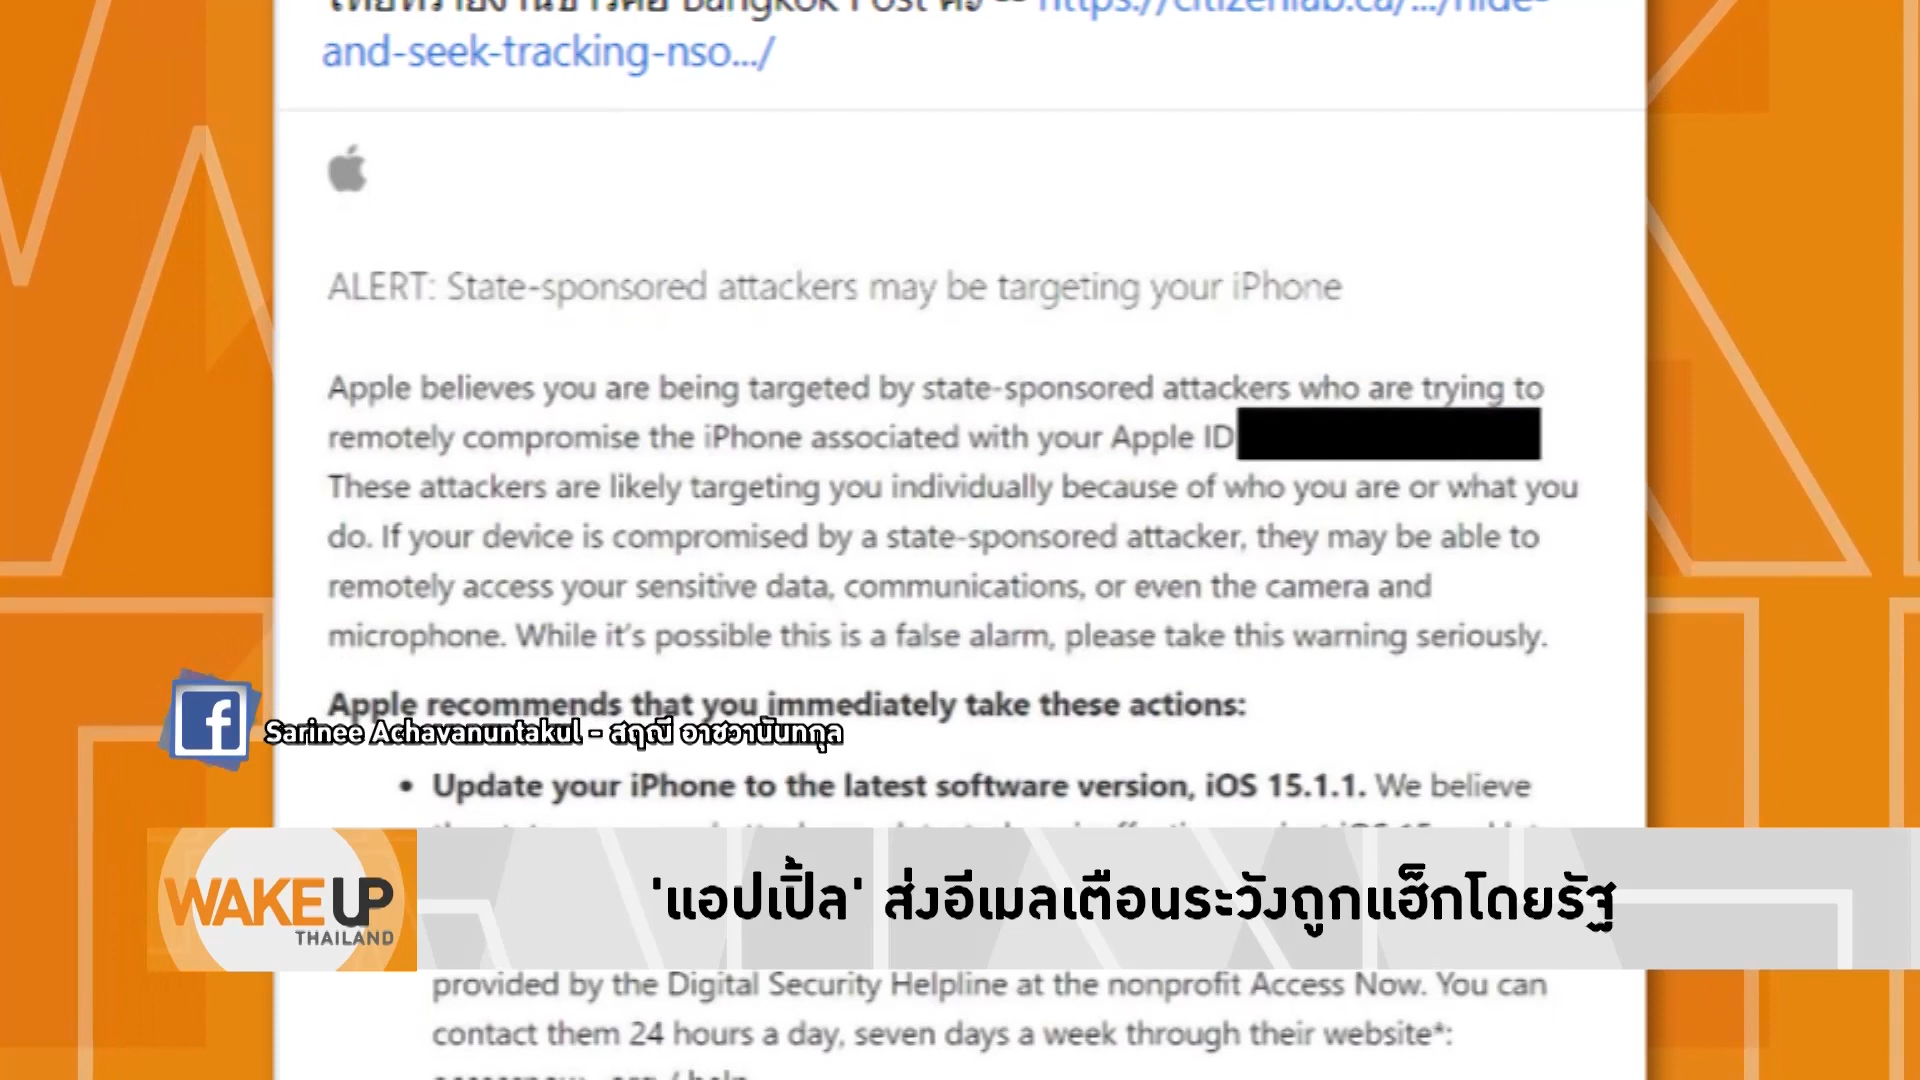 Bangkok Post ค่ะ -- https://citizenlab.ca/.../hide-
and-seek-tracking-nso.../
ALERT: State-sponsored attackers may be targeting your iPhone
Apple believes you are being targeted by state-sponsored attackers who are trying to
remotely compromise the iPhone associated with your Apple ID
These attackers are likely targeting you individually because of who you are or what you
do. If your device is compromised by a state-sponsored attacker, they may be able to
remotely access your sensitive data, communications, or even the camera and
microphone. While it's possible this is a false alarm, please take this warning seriously.
Apple recommends that you immediately take these actions:
Sarinee Achavanuntakul - สฤณี อาชวานันทกุล
• Update your iPhone to the latest software version, iOS 15.1.1. We believe
WAKE UP
THAILAND
'แอปเปิ้ล' ส่งอีเมลเตือนระวังถูกแฮ็กโดยรัฐ
provided by the Digital Security Helpline at the nonprofit Access Now. You can
contact them 24 hours a day, seven days a week through their website*: